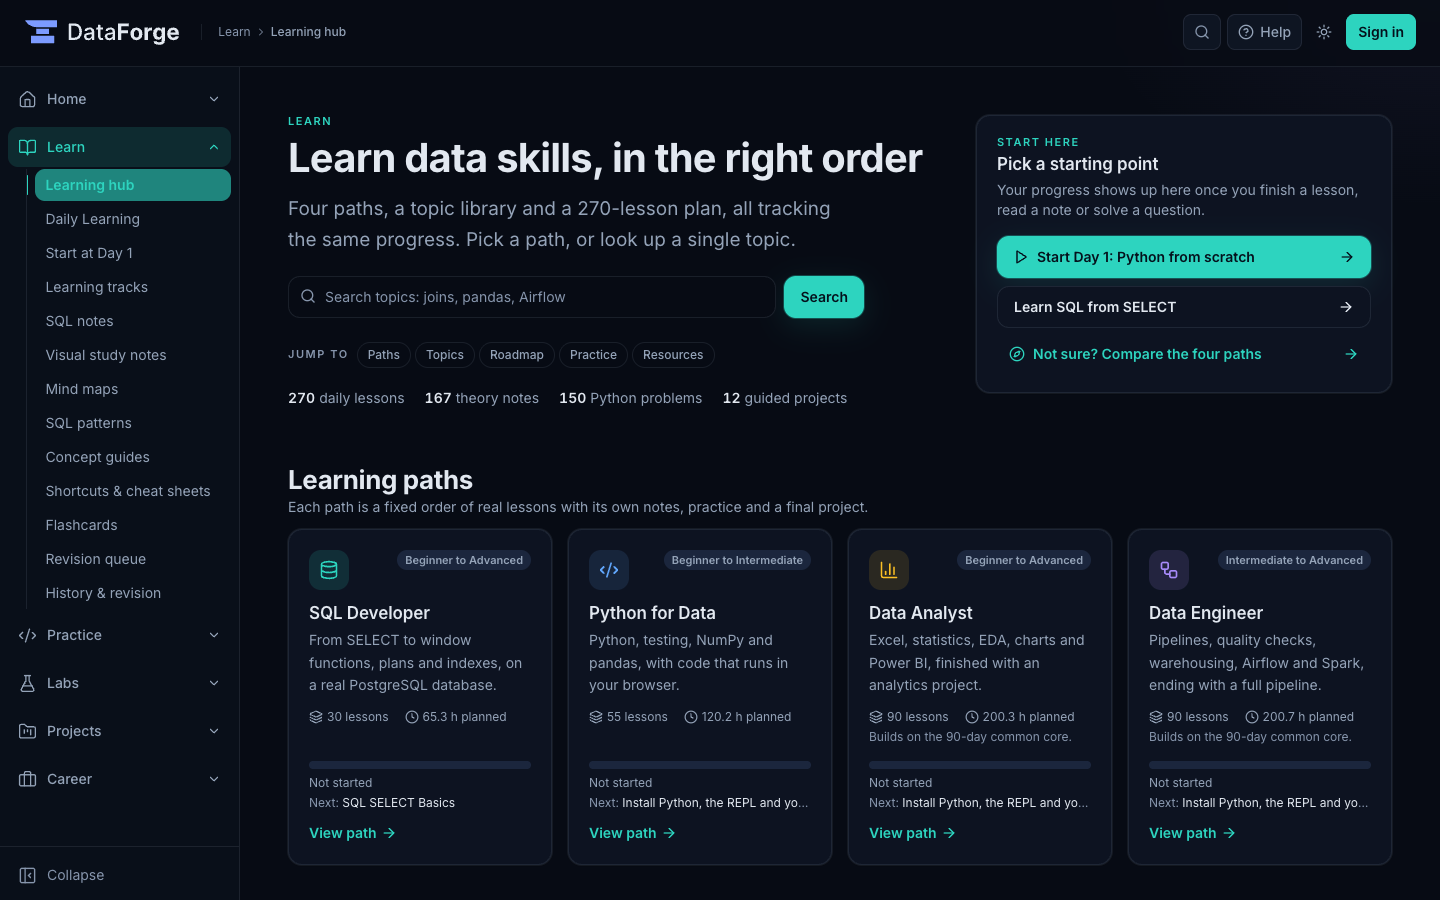 DataForge
Learn > Learning hub
Help
Sign in
Home
Learn
Learning hub
Daily Learning
Start at Day 1
Learning tracks
SQL notes
Visual study notes
Mind maps
SQL patterns
Concept guides
Shortcuts & cheat sheets
Flashcards
Revision queue
History & revision
Practice
Labs
Projects
Career
Collapse
LEARN
Learn data skills, in the right order
Four paths, a topic library and a 270-lesson plan, all tracking
the same progress. Pick a path, or look up a single topic.
Search topics: joins, pandas, Airflow
Search
JUMP TO Paths Topics Roadmap Practice Resources
270 daily lessons 167 theory notes 150 Python problems 12 guided projects
START HERE
Pick a starting point
Your progress shows up here once you finish a lesson,
read a note or solve a question.
Start Day 1: Python from scratch
Learn SQL from SELECT
Not sure? Compare the four paths
Learning paths
Each path is a fixed order of real lessons with its own notes, practice and a final project.
Beginner to Advanced
SQL Developer
From SELECT to window
functions, plans and indexes, on
a real PostgreSQL database.
30 lessons 65.3 h planned
Not started
Next: SQL SELECT Basics
View path
Beginner to Intermediate
Python for Data
Python, testing, NumPy and
pandas, with code that runs in
your browser.
55 lessons 120.2 h planned
Not started
Next: Install Python, the REPL and yo...
View path
Beginner to Advanced
Data Analyst
Excel, statistics, EDA, charts and
Power BI, finished with an
analytics project.
90 lessons 200.3 h planned
Builds on the 90-day common core.
Not started
Next: Install Python, the REPL and yo...
View path
Intermediate to Advanced
Data Engineer
Pipelines, quality checks,
warehousing, Airflow and Spark,
ending with a full pipeline.
90 lessons 200.7 h planned
Builds on the 90-day common core.
Not started
Next: Install Python, the REPL and yo...
View path